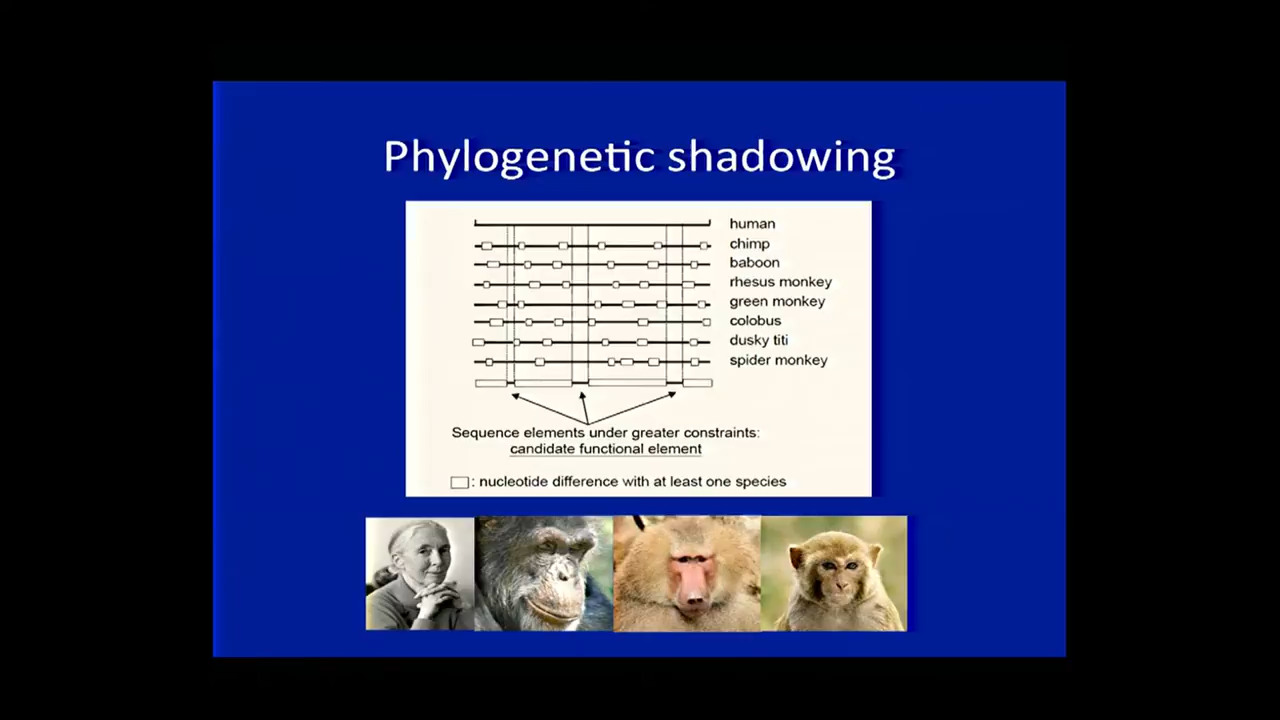 Phylogenetic shadowing
human
chimp
baboon
rhesus monkey
green monkey
colobus
dusky titi
spider monkey
Sequence elements under greater constraints:
candidate functional element
: nucleotide difference with at least one species